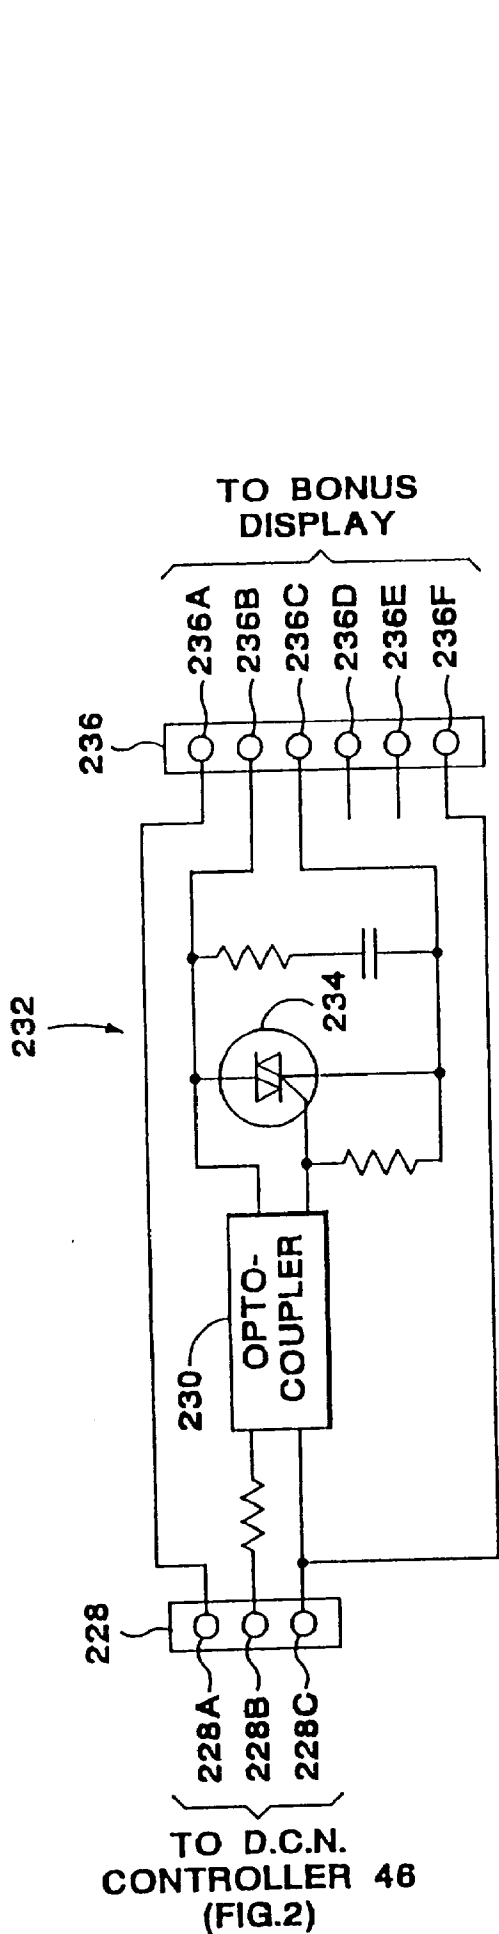 TO BONUS
DISPLAY
236
236A
236B
236C
236D
236E
236F
232
234
230
OPTO-
COUPLER
228
228A
228B
228C
TO D.C.N.
CONTROLLER 46
(FIG.2)